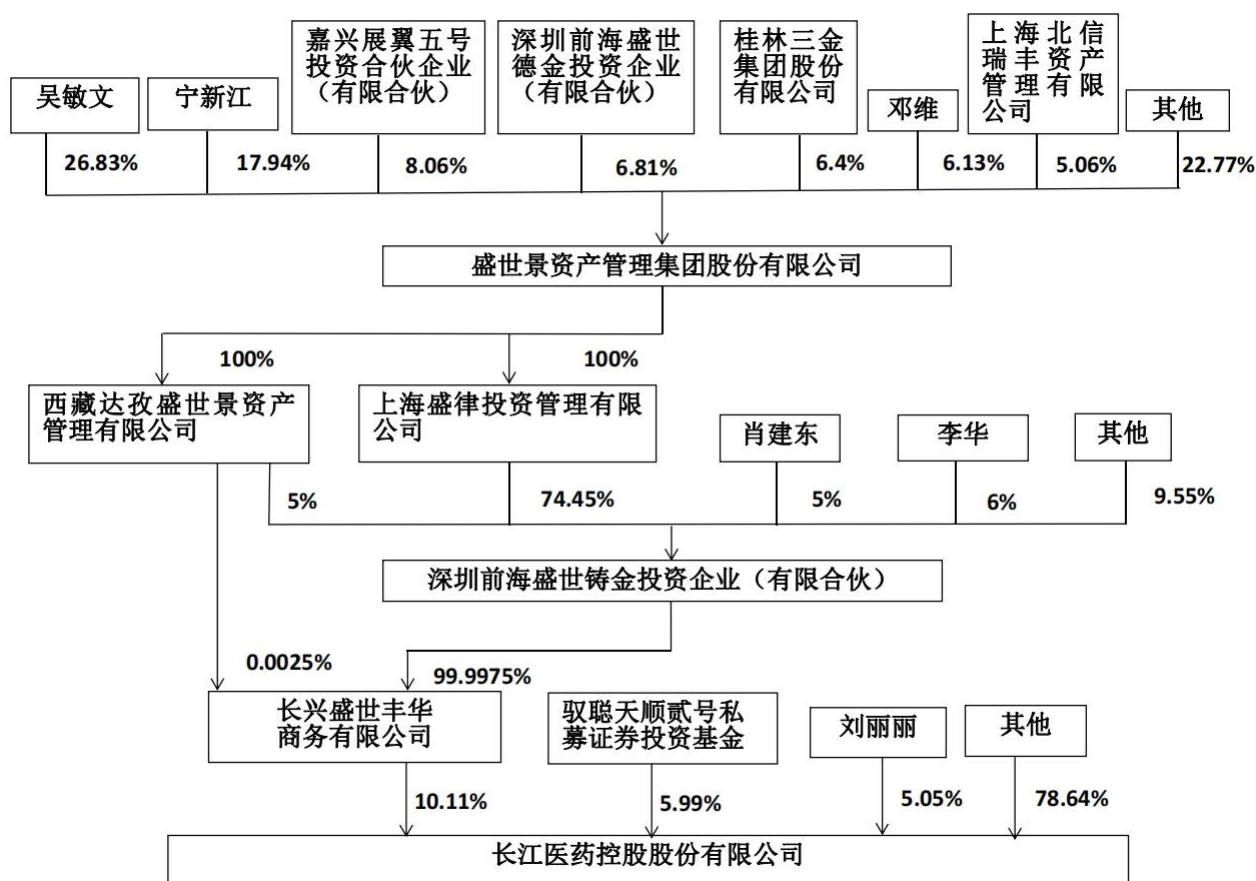 吴敏文
宁新江
嘉兴展翼五号
投资合伙企业
（有限合伙）
深圳前海盛世
德金投资企业
（有限合伙）
桂林三金
集团股份
有限公司
邓维
上海北信
瑞丰资产
管理有限
公司
其他
26.83%
17.94%
8.06%
6.81%
6.4%
6.13%
5.06%
22.77%
盛世景资产管理集团股份有限公司
100%
100%
西藏达孜盛世景资产
管理有限公司
上海盛律投资管理有限
公司
肖建东
李华
其他
5%
74.45%
5%
6%
9.55%
深圳前海盛世铸金投资企业（有限合伙）
0.0025%
99.9975%
长兴盛世丰华
商务有限公司
驭聪天顺贰号私
募证券投资基金
刘丽丽
其他
10.11%
5.99%
5.05%
78.64%
长江医药控股股份有限公司